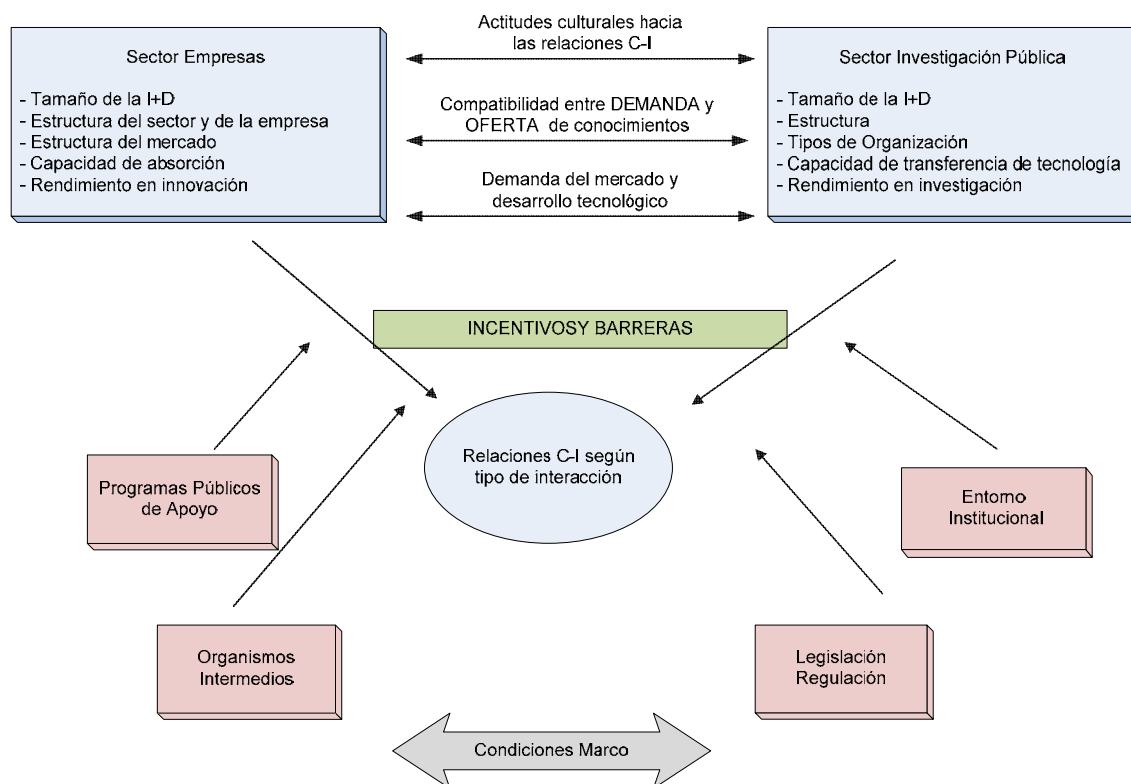 Actitudes culturales hacia
las relaciones C-I
Sector Empresas
- Tamaño de la I+D
- Estructura del sector y de la empresa
- Estructura del mercado
- Capacidad de absorción
- Rendimiento en innovación
Compatibilidad entre DEMANDA y
OFERTA de conocimientos
Demanda del mercado y
desarrollo tecnológico
Sector Investigación Pública
- Tamaño de la I+D
- Estructura
- Tipos de Organización
- Capacidad de transferencia de tecnología
- Rendimiento en investigación
INCENTIVOSY BARRERAS
Relaciones C-I según
tipo de interacción
Programas Públicos
de Apoyo
Entorno
Institucional
Organismos
Intermedios
Legislación
Regulación
Condiciones Marco